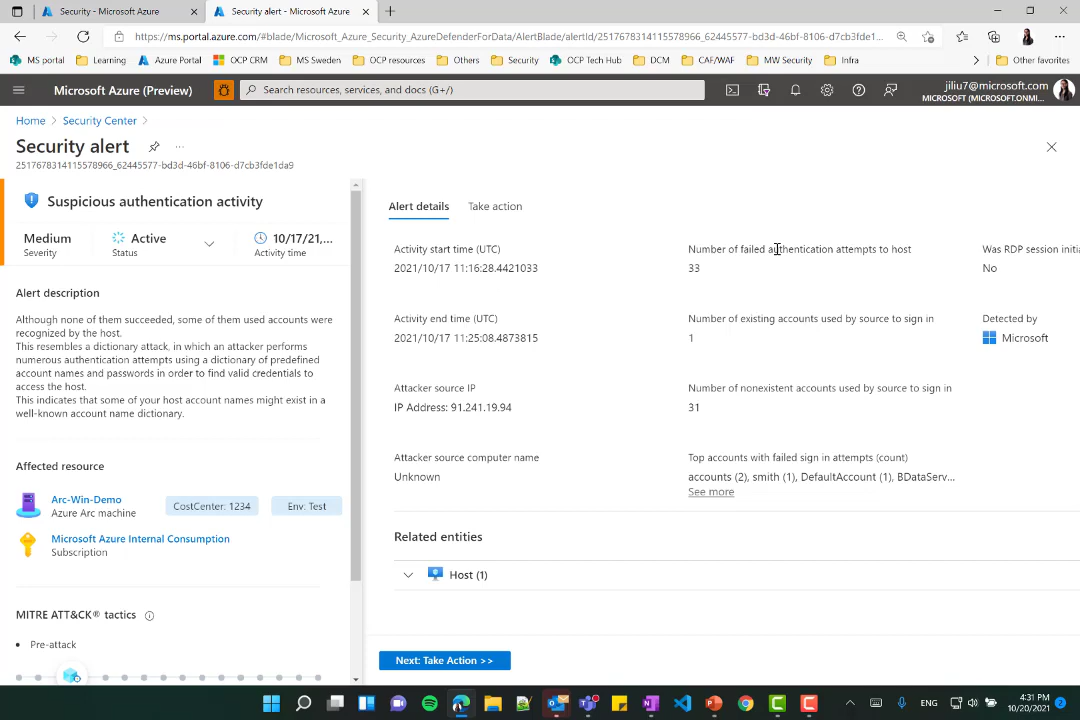 Security - Microsoft Azure
Security alert - Microsoft Azure
https://ms.portal.azure.com/#blade/Microsoft_Azure_Security_AzureDefenderForData/AlertBlade/alertId/2517678314115578966_62445577-bd3d-46bf-8106-d7cb3fde1da9...
MS portal
Learning
Azure Portal
OCP CRM
MS Sweden
OCP resources
Others
Security
OCP Tech Hub
DCM
CAF/WAF
MW Security
Infra
Other favorites
Microsoft Azure (Preview)
Search resources, services, and docs (G+/)
jiliu7@microsoft.com
MICROSOFT (MICROSOFT.ONMI...
Home > Security Center >
Security alert
...
2517678314115578966_62445577-bd3d-46bf-8106-d7cb3fde1da9
Suspicious authentication activity
Medium
Severity
Active
Status
10/17/21,...
Activity time
Alert description
Although none of them succeeded, some of them used accounts were
recognized by the host.
This resembles a dictionary attack, in which an attacker performs
numerous authentication attempts using a dictionary of predefined
account names and passwords in order to find valid credentials to
access the host.
This indicates that some of your host account names might exist in a
well-known account name dictionary.
Affected resource
Arc-Win-Demo
Azure Arc machine
CostCenter: 1234
Env: Test
Microsoft Azure Internal Consumption
Subscription
MITRE ATT&CK® tactics
Pre-attack
Alert details
Take action
Activity start time (UTC)
2021/10/17 11:16:28.4421033
Number of failed authentication attempts to host
33
Was RDP session initia
No
Activity end time (UTC)
2021/10/17 11:25:08.4873815
Number of existing accounts used by source to sign in
1
Detected by
Microsoft
Attacker source IP
IP Address: 91.241.19.94
Number of nonexistent accounts used by source to sign in
31
Attacker source computer name
Unknown
Top accounts with failed sign in attempts (count)
accounts (2), smith (1), DefaultAccount (1), BDataServ...
See more
Related entities
Host (1)
Next: Take Action >>
ENG
4:31 PM
10/20/2021